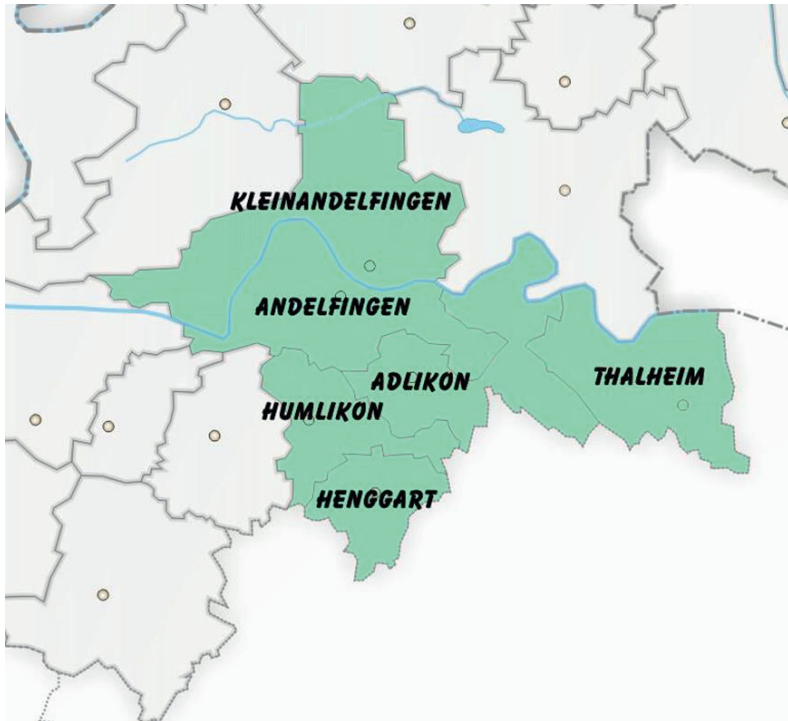 KLEINANDELFINGEN
ANDELFINGEN
ADLIKON
THALHEIM
HUMLIKON
HENGGART